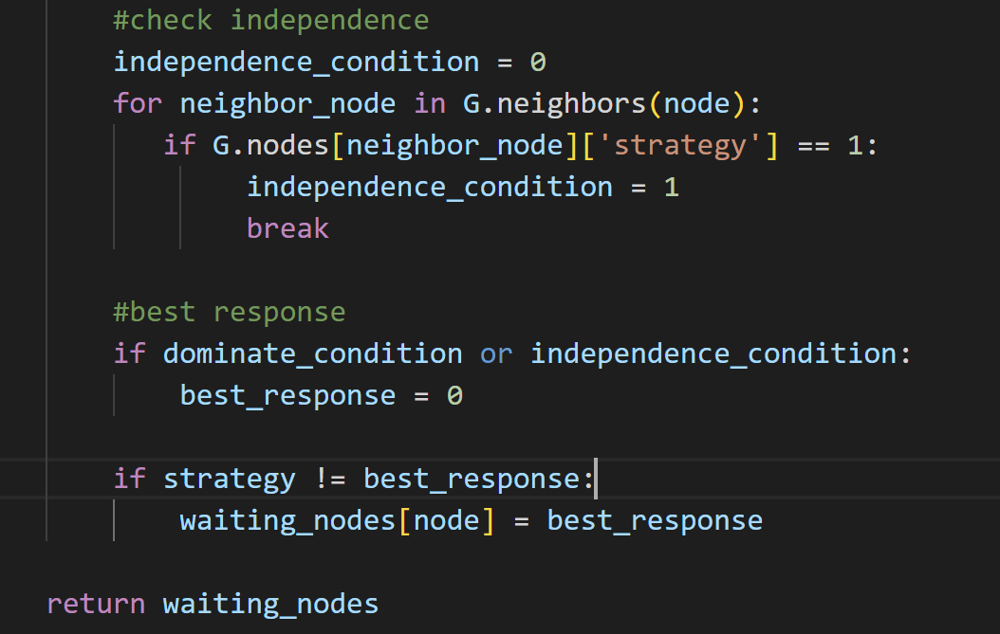 #check independence
independence_condition = 0
for neighbor_node in G.neighbors(node):
if G.nodes[neighbor_node]['strategy'] == 1:
independence_condition = 1
break
#best response
if dominate_condition or independence_condition:
best_response = 0
if strategy != best_response:
waiting_nodes[node] = best_response
return waiting_nodes